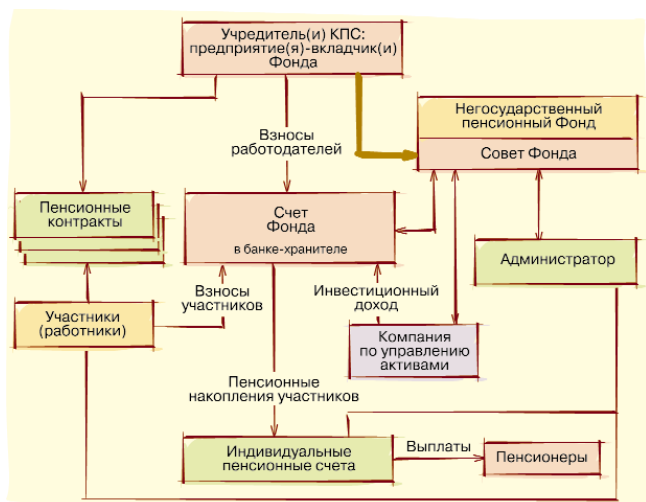 Учредитель(и) КПС:
предприятие(я)-вкладчик(и)
Фонда
Негосударственный
пенсионный Фонд
Совет Фонда
Взносы
работодателей
Пенсионные
контракты
Счет
Фонда
в банке-хранителе
Администратор
Взносы
участников
Инвестиционный
доход
Участники
(работники)
Компания
по управлению
активами
Пенсионные
накопления участников
Индивидуальные
пенсионные счета
Выплаты
Пенсионеры